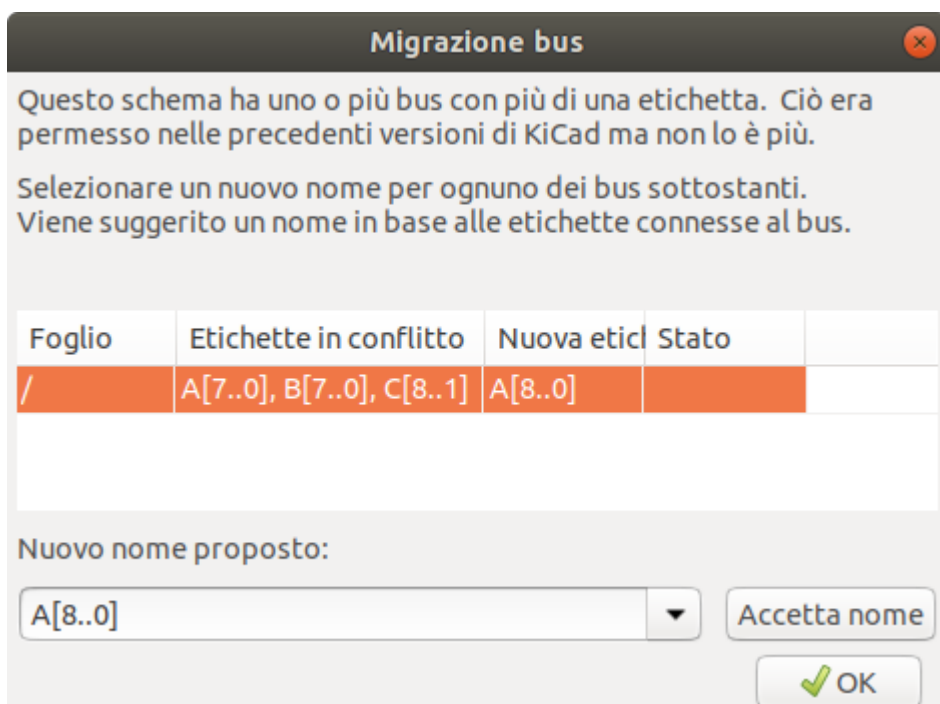 Migrazione bus
Questo schema ha uno o più bus con più di una etichetta. Ciò era
permesso nelle precedenti versioni di KiCad ma non lo è più.
Selezionare un nuovo nome per ognuno dei bus sottostanti.
Viene suggerito un nome in base alle etichette connesse al bus.
Foglio Etichette in conflitto Nuova etich Stato
/ A[7..0], B[7..0], C[8..1] A[8..0]
Nuovo nome proposto:
A[8..0] Accetta nome
OK